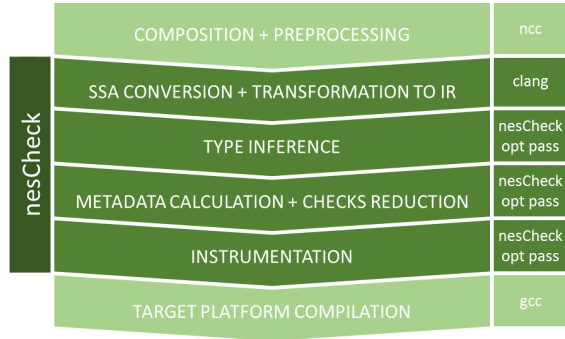 COMPOSITION + PREPROCESSING
ncc
nesCheck
SSA CONVERSION + TRANSFORMATION TO IR
clang
TYPE INFERENCE
nesCheck
opt pass
METADATA CALCULATION + CHECKS REDUCTION
nesCheck
opt pass
INSTRUMENTATION
nesCheck
opt pass
TARGET PLATFORM COMPILATION
gcc